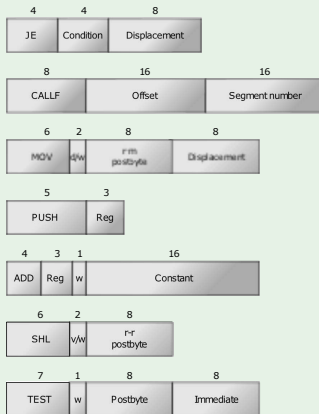 4 4 8
JE Condition Displacement
8 16 16
CALLF Offset Segment number
6 2 8 8
MOV d/w r-m postbyte Displacement
5 3
PUSH Reg
4 3 1 16
ADD Reg w Constant
6 2 8
SHL v/w r-r postbyte
7 1 8 8
TEST w Postbyte Immediate